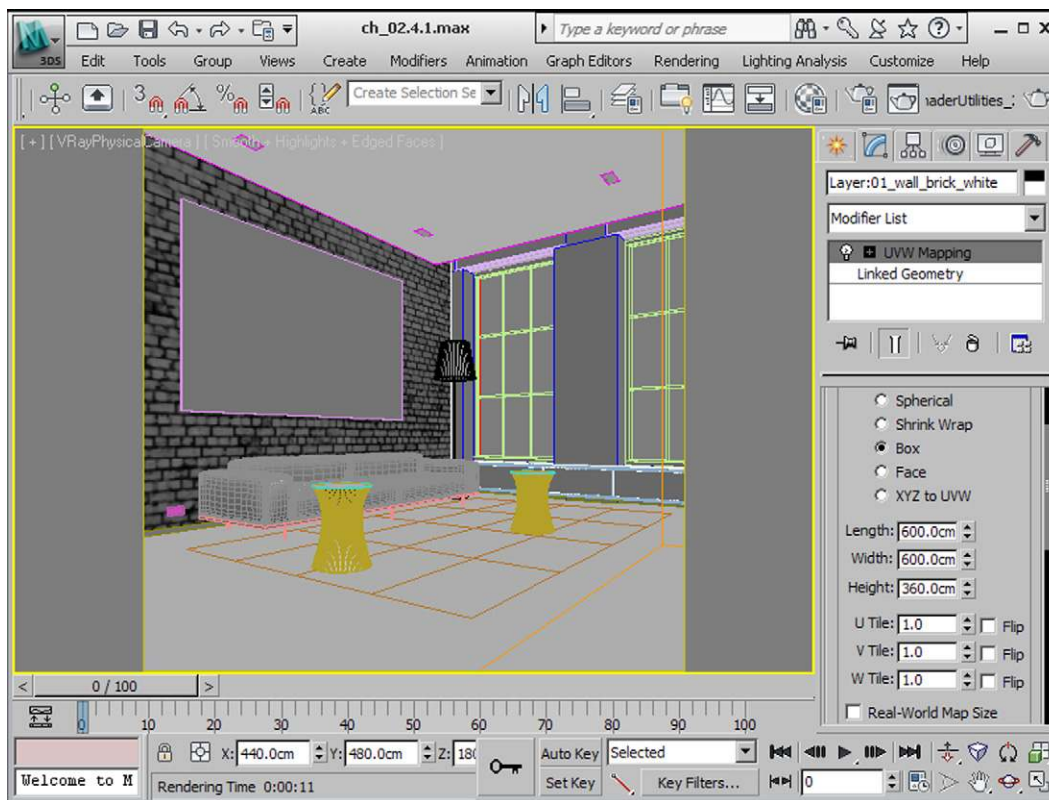 ch_02.4.1.max
Type a keyword or phrase
3DS
Edit Tools Group Views Create Modifiers Animation Graph Editors Rendering Lighting Analysis Customize Help
3
%
ABC
Create Selection Se
haderUtilities_
[ + ] [ VRayPhysicalCamera ] [ Smooth + Highlights + Edged Faces ]
Layer:01_wall_brick_white
Modifier List
UVW Mapping
Linked Geometry
Spherical
Shrink Wrap
Box
Face
XYZ to UVW
Length: 600.0cm
Width: 600.0cm
Height: 360.0cm
U Tile: 1.0 Flip
V Tile: 1.0 Flip
W Tile: 1.0 Flip
Real-World Map Size
< 0 / 100 >
0 10 20 30 40 50 60 70 80 90 100
X: 440.0cm Y: 480.0cm Z: 180
Auto Key Selected
Welcome to M
Rendering Time 0:00:11
Set Key Key Filters... 0